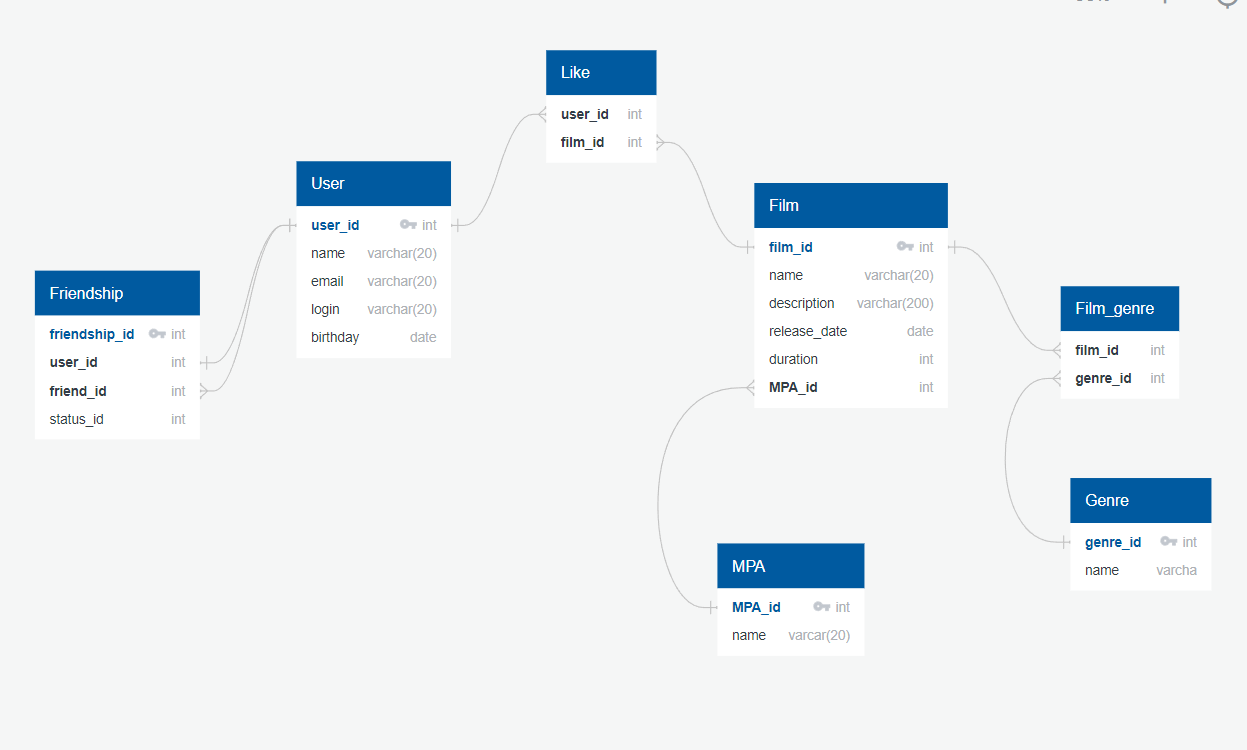 Like
user_id int
film_id int
User
user_id int
name varchar(20)
email varchar(20)
login varchar(20)
birthday date
Film
film_id int
name varchar(20)
description varchar(200)
release_date date
duration int
MPA_id int
Friendship
friendship_id int
user_id int
friend_id int
status_id int
Film_genre
film_id int
genre_id int
Genre
genre_id int
name varcha
MPA
MPA_id int
name varcar(20)